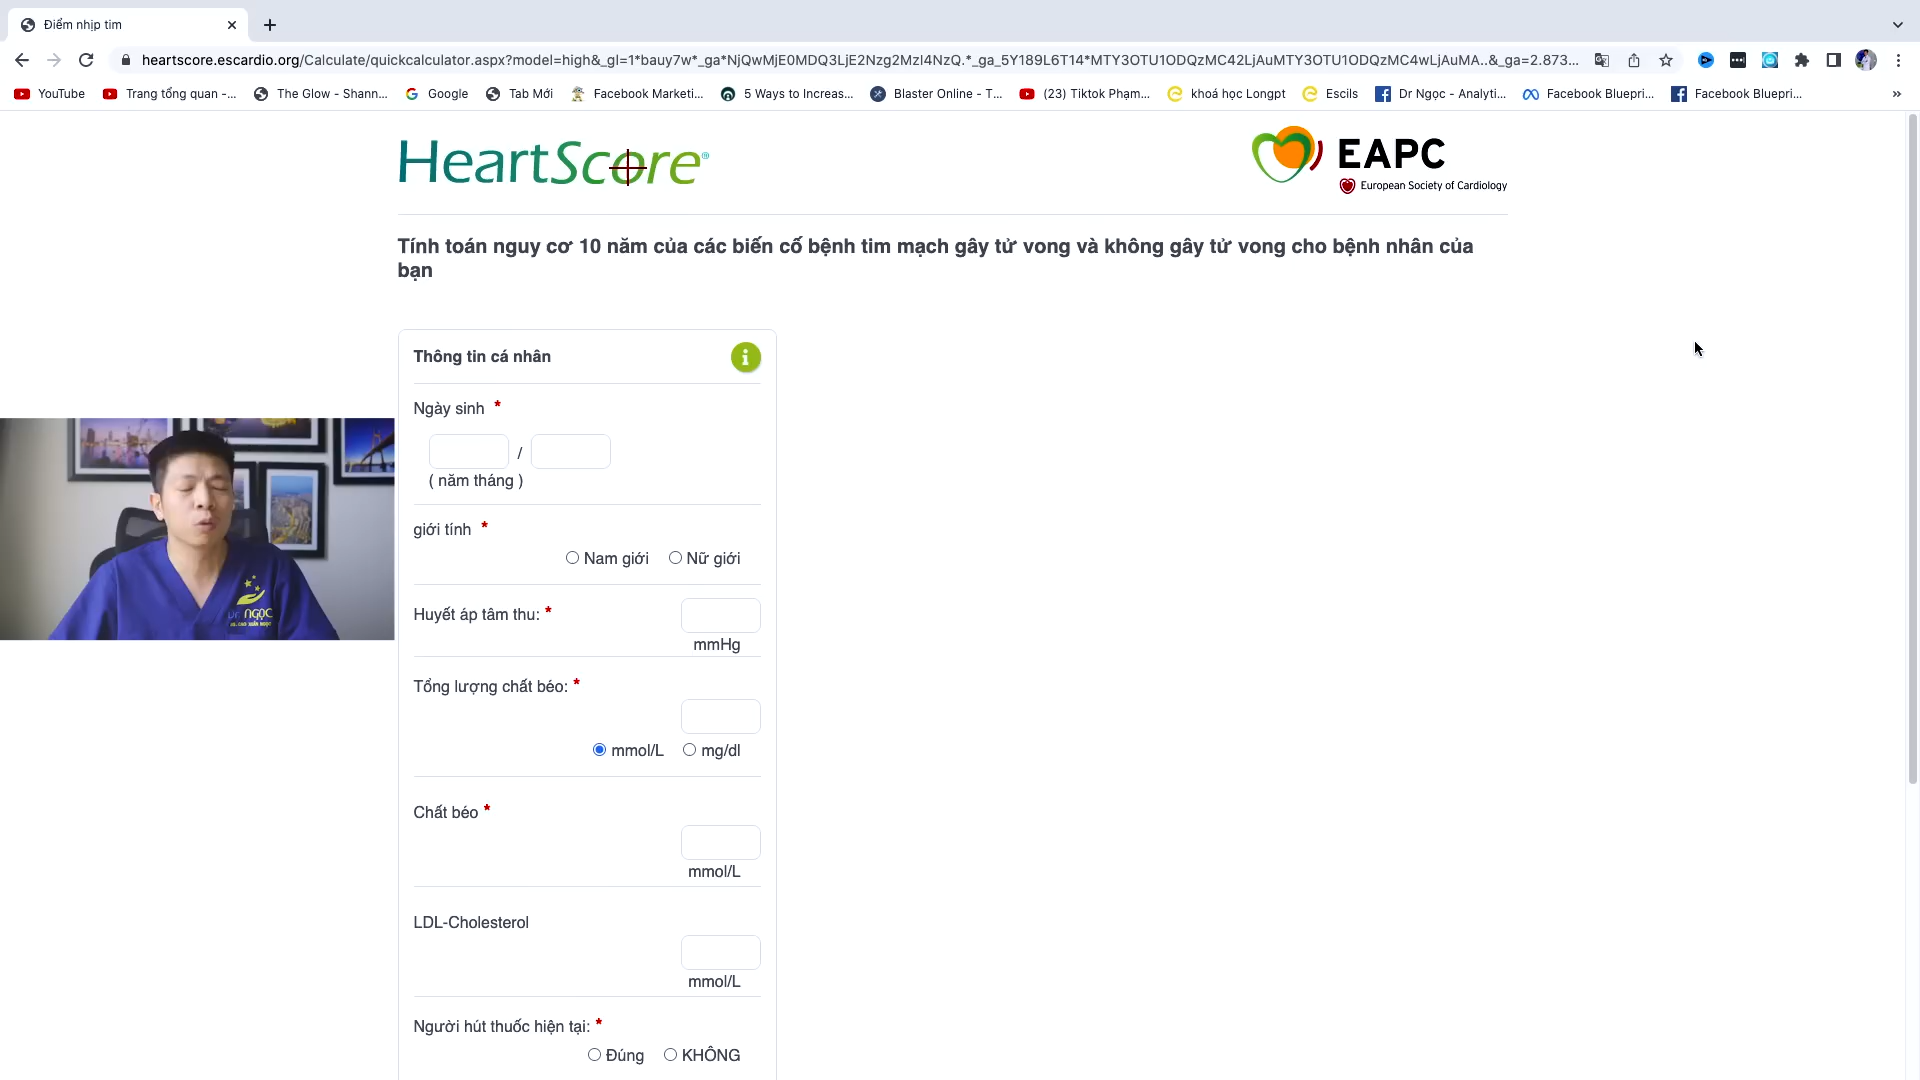 Điểm nhịp tim
heartscore.escardio.org/Calculate/quickcalculator.aspx?model=high&_gl=1*bauy7w*_ga*NjQwMjE0MDQ3LjE2Nzg2MzI4NzQ.*_ga_5Y189L6T14*MTY3OTU1ODQzMC42LjAuMTY3OTU1ODQzMC4wLjAuMA..&_ga=2.873...
YouTube Trang tổng quan -... The Glow - Shann... Google Tab Mới Facebook Marketi... 5 Ways to Increas... Blaster Online - T... (23) Tiktok Phạm... khoá học Longpt Escils Dr Ngọc - Analyti... Facebook Bluepri... Facebook Bluepri... »
HeartScore®
EAPC
European Society of Cardiology
Tính toán nguy cơ 10 năm của các biến cố bệnh tim mạch gây tử vong và không gây tử vong cho bệnh nhân của
bạn
Thông tin cá nhân
Ngày sinh *
/
( năm tháng )
giới tính *
Nam giới Nữ giới
Huyết áp tâm thu: *
mmHg
Tổng lượng chất béo: *
mmol/L mg/dl
Chất béo *
mmol/L
LDL-Cholesterol
mmol/L
Người hút thuốc hiện tại: *
Đúng KHÔNG
DR NGỌC